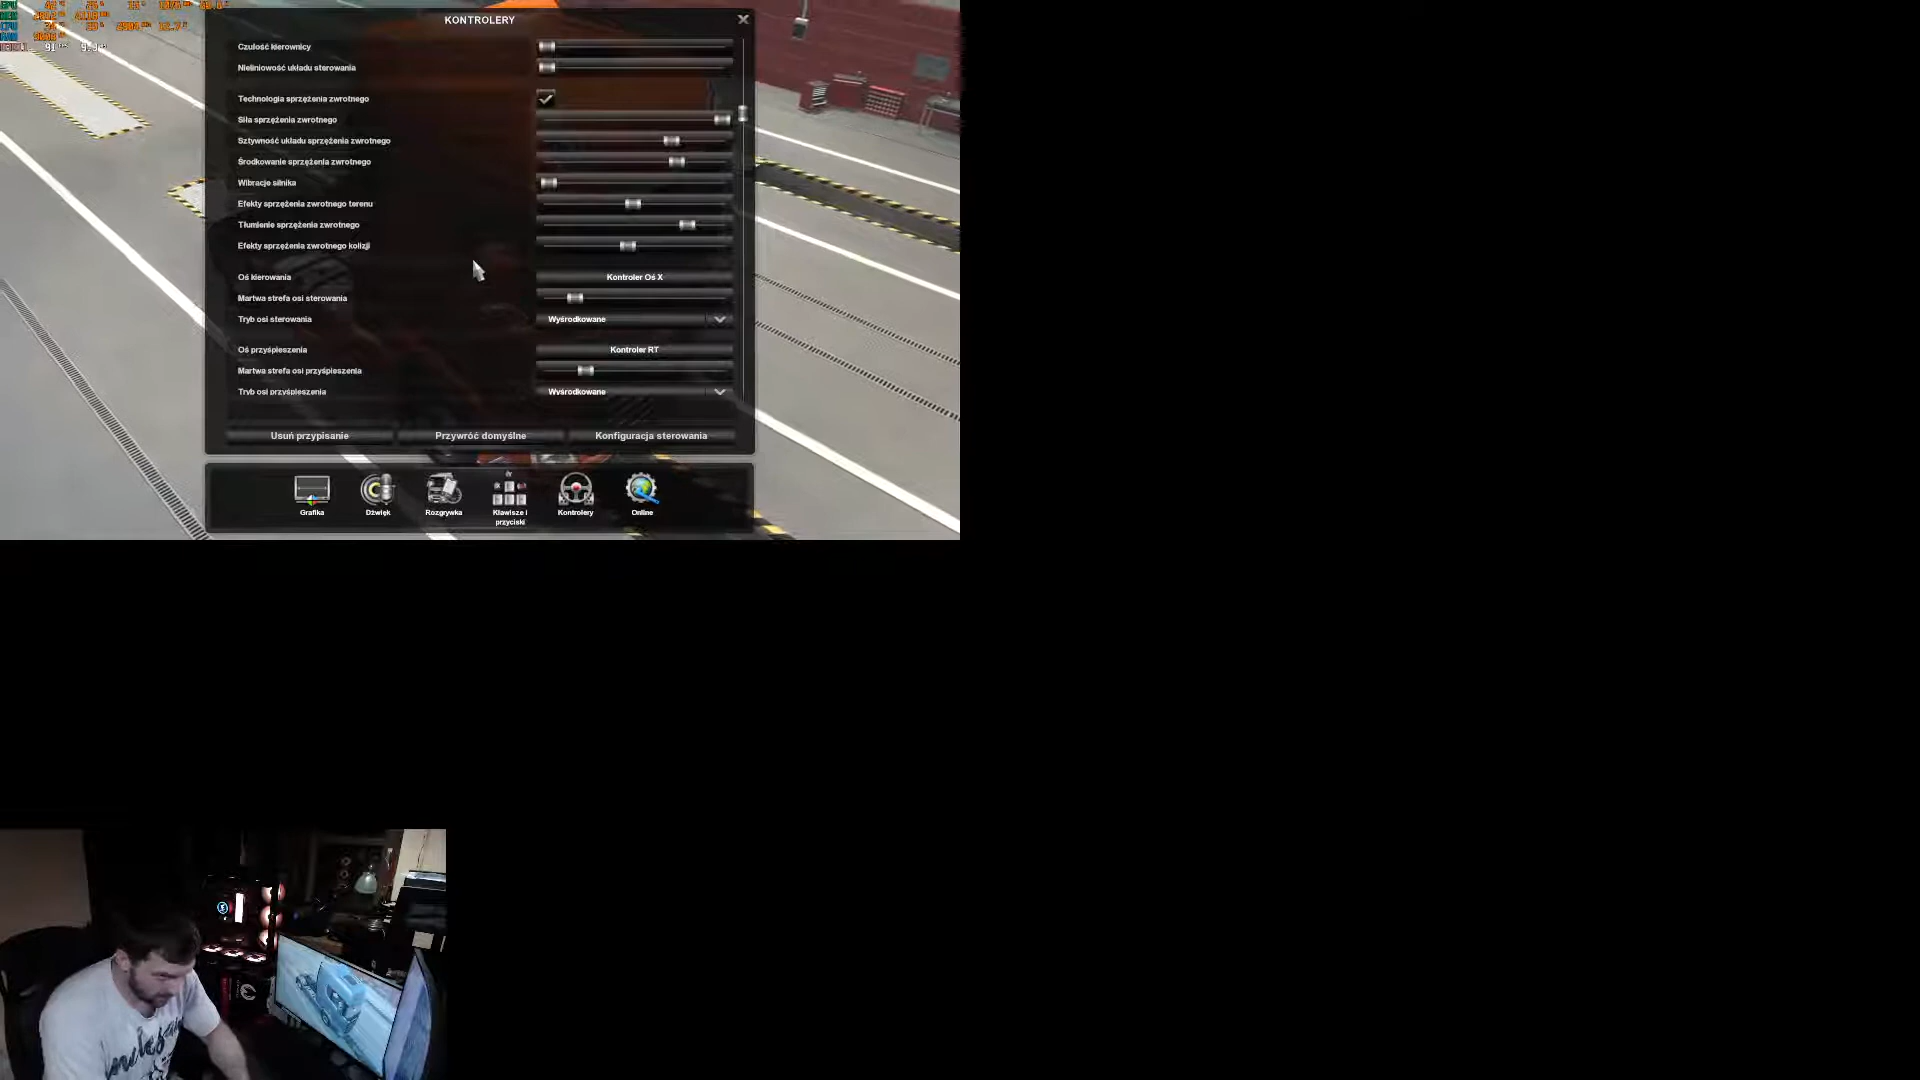 KONTROLERY
Czułość kierownicy
Nieliniowość układu sterowania
Technologia sprzężenia zwrotnego
Siła sprzężenia zwrotnego
Sztywność układu sprzężenia zwrotnego
Środkowanie sprzężenia zwrotnego
Wibracje silnika
Efekty sprzężenia zwrotnego terenu
Tłumienie sprzężenia zwrotnego
Efekty sprzężenia zwrotnego kolizji
Oś kierowania Kontroler Oś X
Martwa strefa osi sterowania
Tryb osi sterowania Wyśrodkowane
Oś przyśpieszenia Kontroler RT
Martwa strefa osi przyśpieszenia
Tryb osi przyśpieszenia Wyśrodkowane
Usuń przypisanie Przywróć domyślne Konfiguracja sterowania
Grafika Dźwięk Rozgrywka Klawisze i przyciski Kontrolery Online